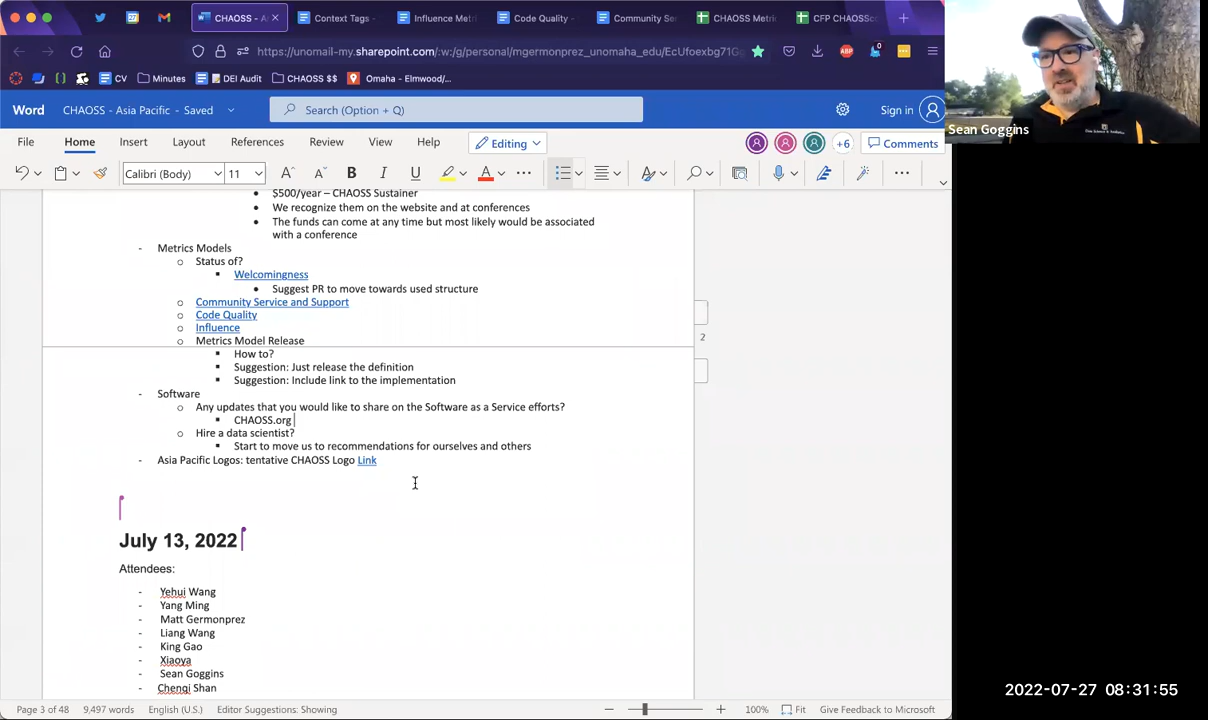 CHAOSS - A
Context Tags -
Influence Metr
Code Quality -
Community Ser
CHAOSS Metri
CFP CHAOSSc
https://unomail-my.sharepoint.com/:w:/g/personal/mgermonprez_unomaha_edu/EcUfoexbg71G
ABP
0
CV
Minutes
DEI Audit
CHAOSS $$
Omaha - Elmwood/...
Sean Goggins
Word
CHAOSS - Asia Pacific - Saved
Search (Option + Q)
Sign in
File
Home
Insert
Layout
References
Review
View
Help
Editing
+6
Comments
Calibri (Body)
11
B
I
U
A
$500/year – CHAOSS Sustainer
We recognize them on the website and at conferences
The funds can come at any time but most likely would be associated
with a conference
- Metrics Models
o Status of?
Welcomingness
Suggest PR to move towards used structure
o Community Service and Support
o Code Quality
o Influence
o Metrics Model Release
2
How to?
Suggestion: Just release the definition
Suggestion: Include link to the implementation
- Software
o Any updates that you would like to share on the Software as a Service efforts?
CHAOSS.org
o Hire a data scientist?
Start to move us to recommendations for ourselves and others
- Asia Pacific Logos: tentative CHAOSS Logo Link
July 13, 2022
Attendees:
- Yehui Wang
- Yang Ming
- Matt Germonprez
- Liang Wang
- King Gao
- Xiaoya
- Sean Goggins
- Chenqi Shan
2022-07-27 08:31:55
Page 3 of 48
9,497 words
English (U.S.)
Editor Suggestions: Showing
100%
Fit
Give Feedback to Microsoft